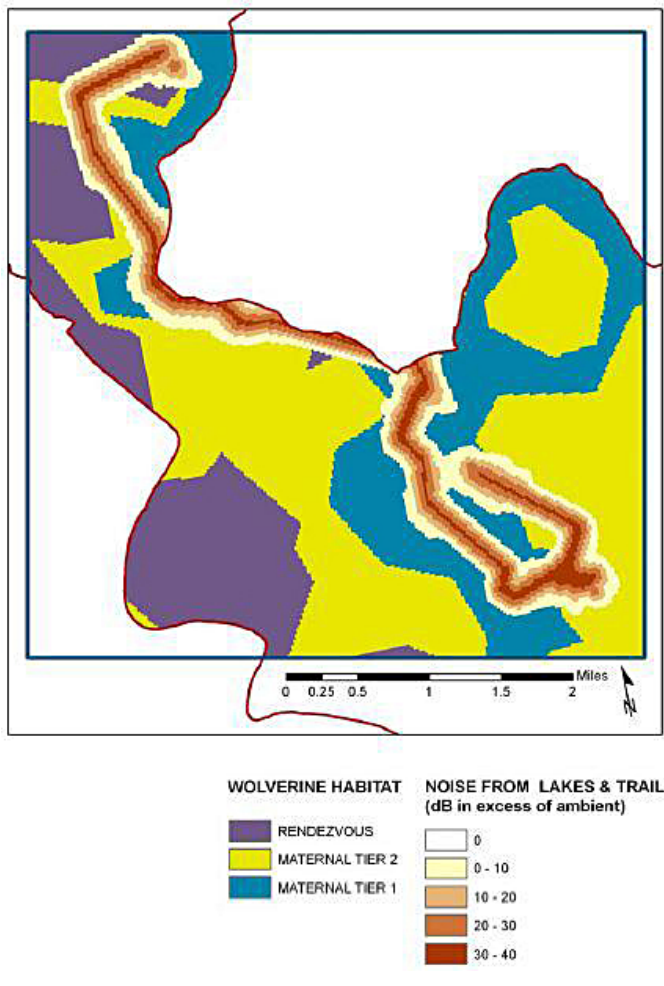 Miles
0 0.25 0.5 1 1.5 2
N
WOLVERINE HABITAT
RENDEZVOUS
MATERNAL TIER 2
MATERNAL TIER 1
NOISE FROM LAKES & TRAIL
(dB in excess of ambient)
0
0 - 10
10 - 20
20 - 30
30 - 40